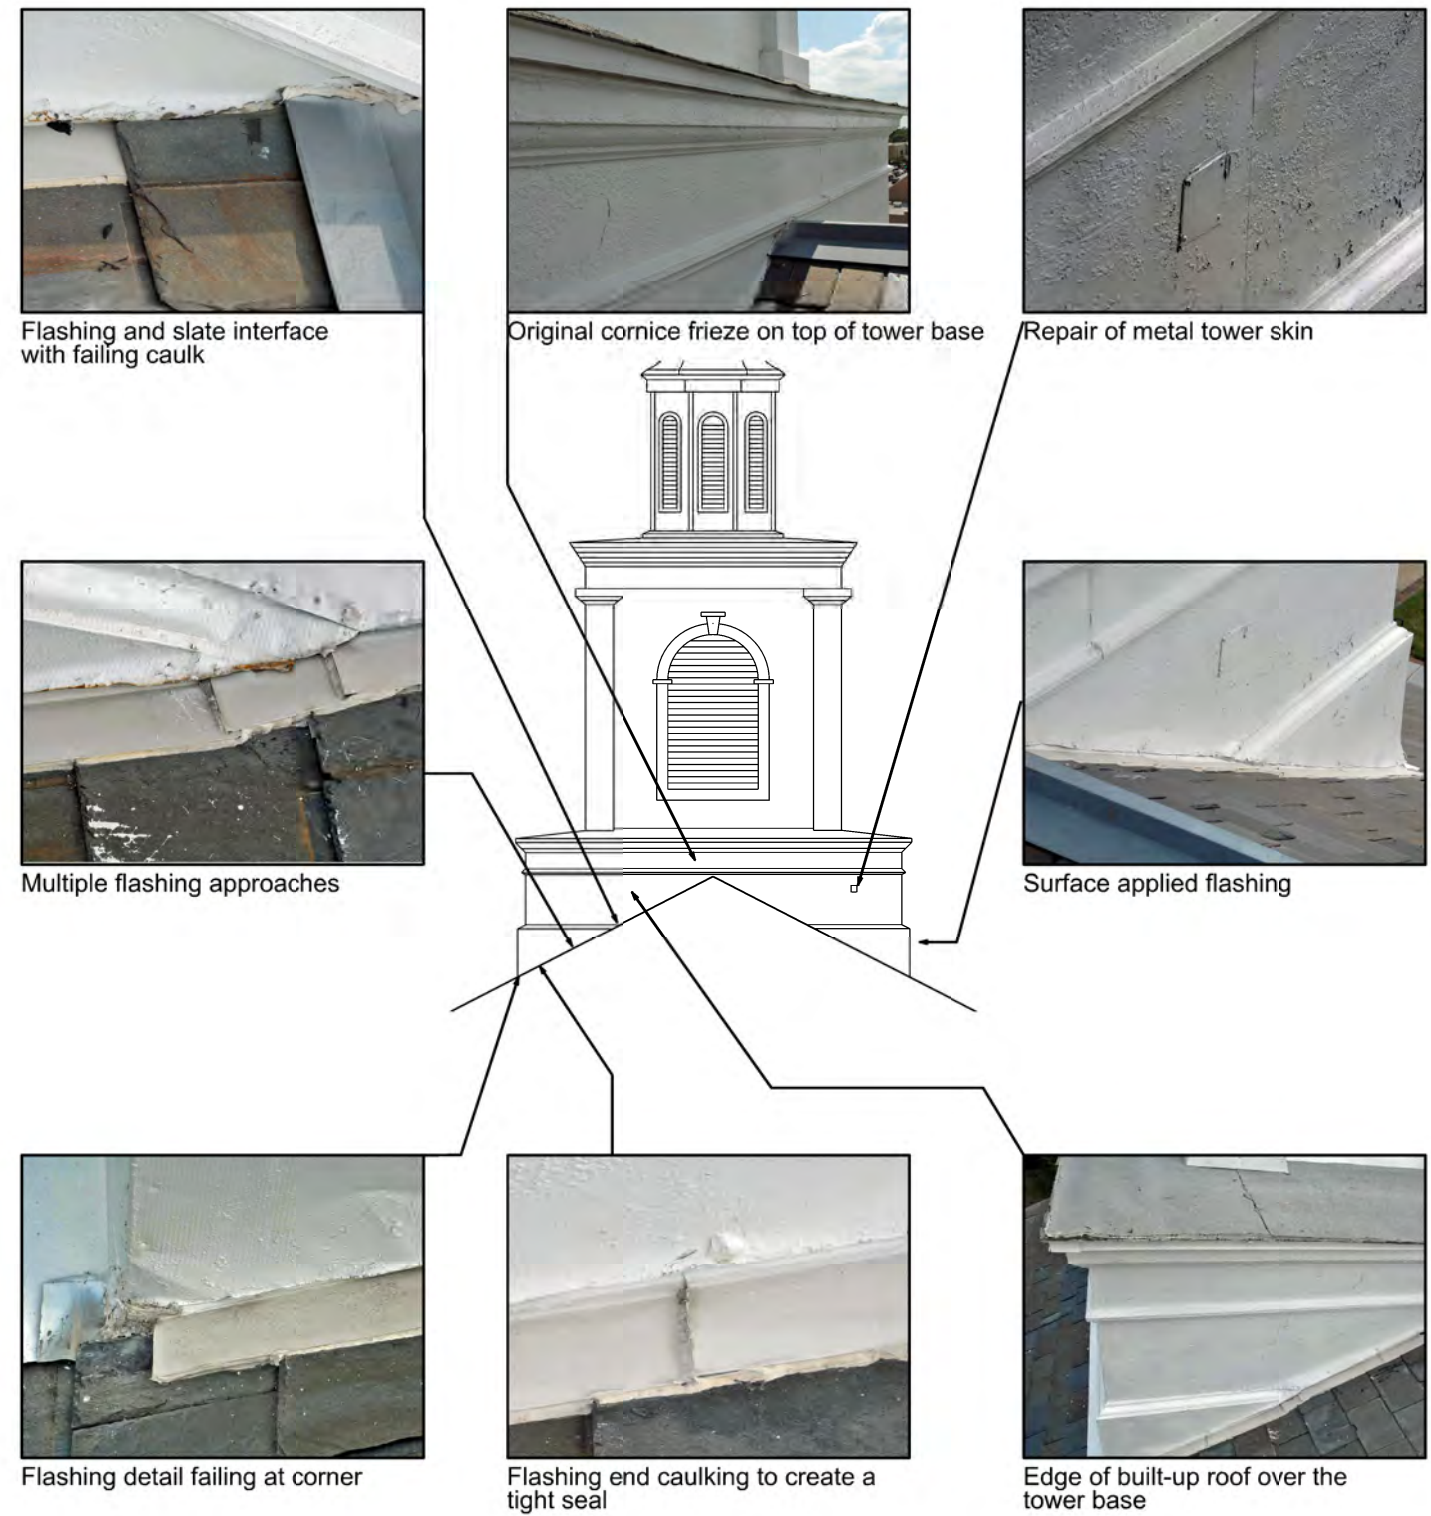 Flashing and slate interface
with failing caulk
Original cornice frieze on top of tower base
Repair of metal tower skin
Multiple flashing approaches
Surface applied flashing
Flashing detail failing at corner
Flashing end caulking to create a
tight seal
Edge of built-up roof over the
tower base